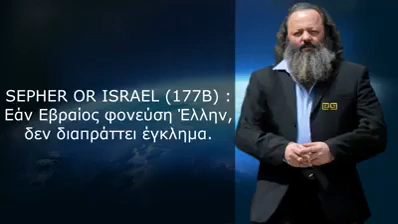 SEPHER OR ISRAEL (177B) :
Εάν Εβραίος φονεύση Έλλην,
δεν διαπράττει έγκλημα.